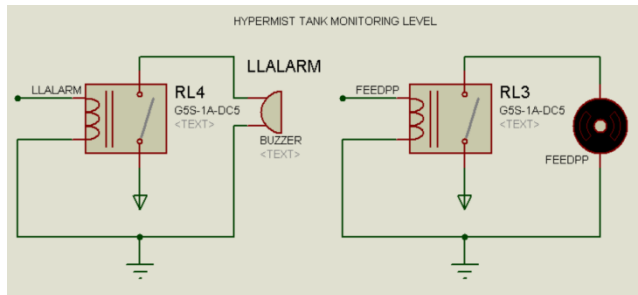 HYPERMIST TANK MONITORING LEVEL
LLALARM
RL4
G5S-1A-DC5
<TEXT>
LLALARM
BUZZER
<TEXT>
FEEDPP
RL3
G5S-1A-DC5
<TEXT>
FEEDPP